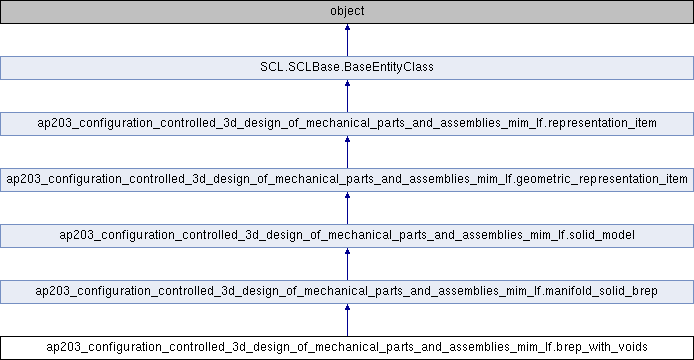 object
SCL.SCLBase.BaseEntityClass
ap203_configuration_controlled_3d_design_of_mechanical_parts_and_assemblies_mim_lf.representation_item
ap203_configuration_controlled_3d_design_of_mechanical_parts_and_assemblies_mim_lf.geometric_representation_item
ap203_configuration_controlled_3d_design_of_mechanical_parts_and_assemblies_mim_lf.solid_model
ap203_configuration_controlled_3d_design_of_mechanical_parts_and_assemblies_mim_lf.manifold_solid_brep
ap203_configuration_controlled_3d_design_of_mechanical_parts_and_assemblies_mim_lf.brep_with_voids